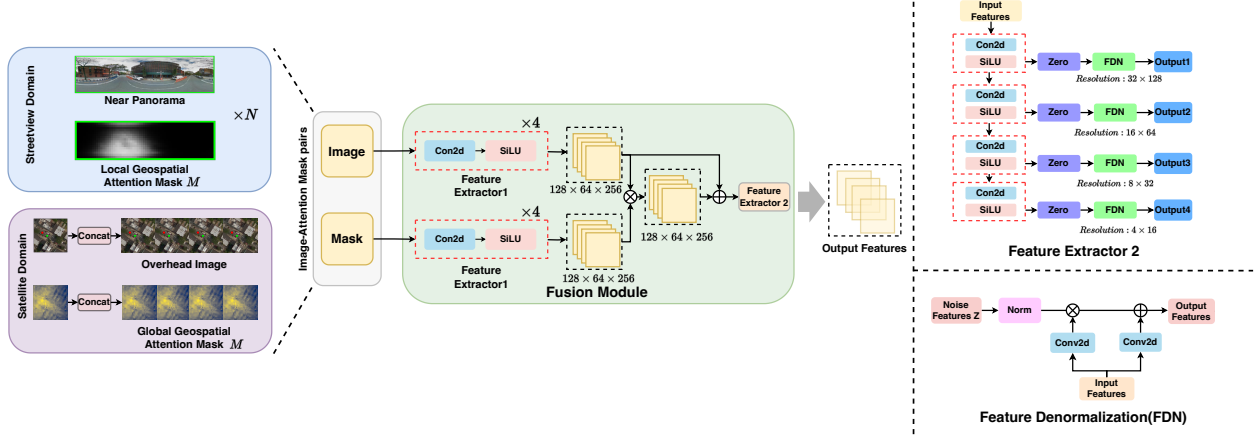 Streetview Domain
Near Panorama
×N
Local Geospatial
Attention Mask M
Satellite Domain
Concat
Overhead Image
Concat
Global Geospatial
Attention Mask M
Image-Attention Mask pairs
Image
Mask
×4
Con2d
SiLU
Feature
Extractor1
128 × 64 × 256
×4
Con2d
SiLU
Feature
Extractor1
128 × 64 × 256
128 × 64 × 256
Feature
Extractor 2
Fusion Module
Output Features
Input
Features
Con2d
SiLU
Zero
FDN
Output1
Resolution : 32 × 128
Con2d
SiLU
Zero
FDN
Output2
Resolution : 16 × 64
Con2d
SiLU
Zero
FDN
Output3
Resolution : 8 × 32
Con2d
SiLU
Zero
FDN
Output4
Resolution : 4 × 16
Feature Extractor 2
Noise
Features Z
Norm
Output
Features
Conv2d
Conv2d
Input
Features
Feature Denormalization(FDN)